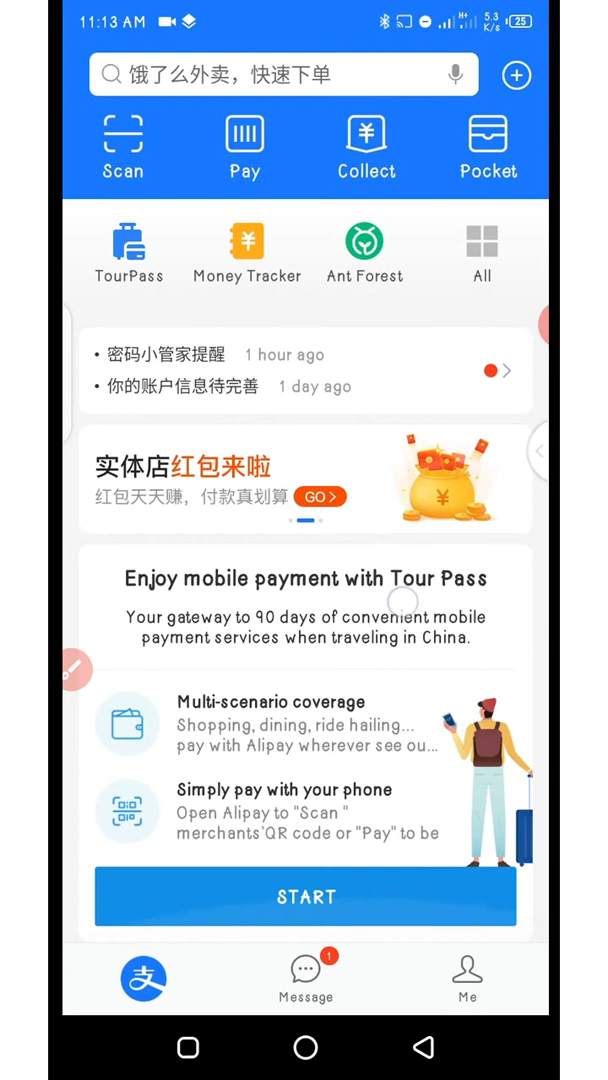 11:13 AM
H+
5.3
K/s
25
饿了么外卖，快速下单
Scan
Pay
Collect
Pocket
TourPass
Money Tracker
Ant Forest
All
• 密码小管家提醒 1 hour ago
• 你的账户信息待完善 1 day ago
实体店红包来啦
红包天天赚，付款真划算 GO >
Enjoy mobile payment with Tour Pass
Your gateway to 90 days of convenient mobile
payment services when traveling in China.
Multi-scenario coverage
Shopping, dining, ride hailing...
pay with Alipay wherever see ou...
Simply pay with your phone
Open Alipay to "Scan "
merchants'QR code or "Pay" to be
START
支
1
Message
Me